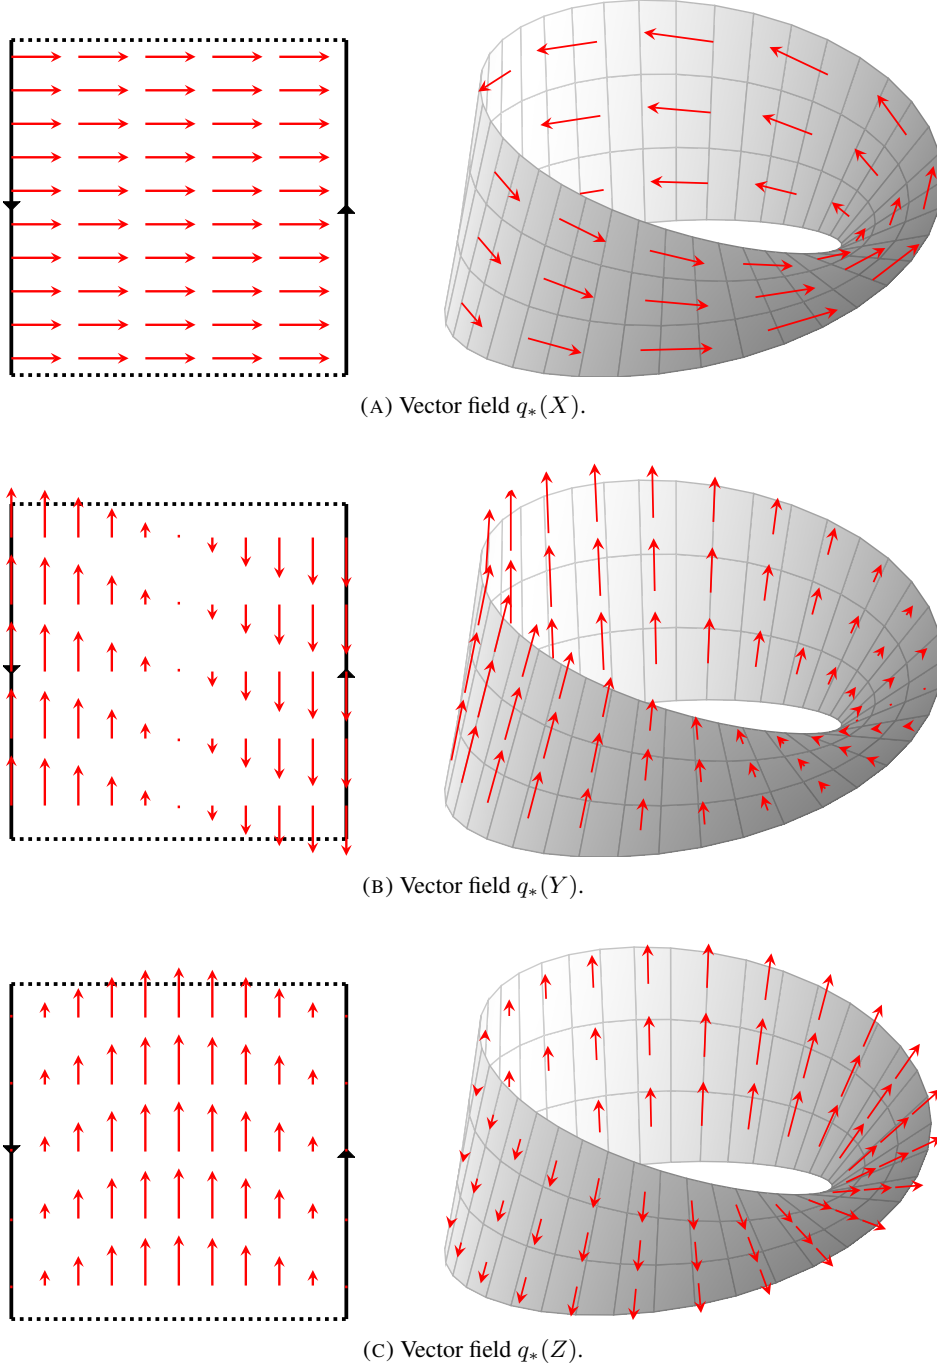 (A) Vector field q∗(X).
(B) Vector field q∗(Y).
(C) Vector field q∗(Z).